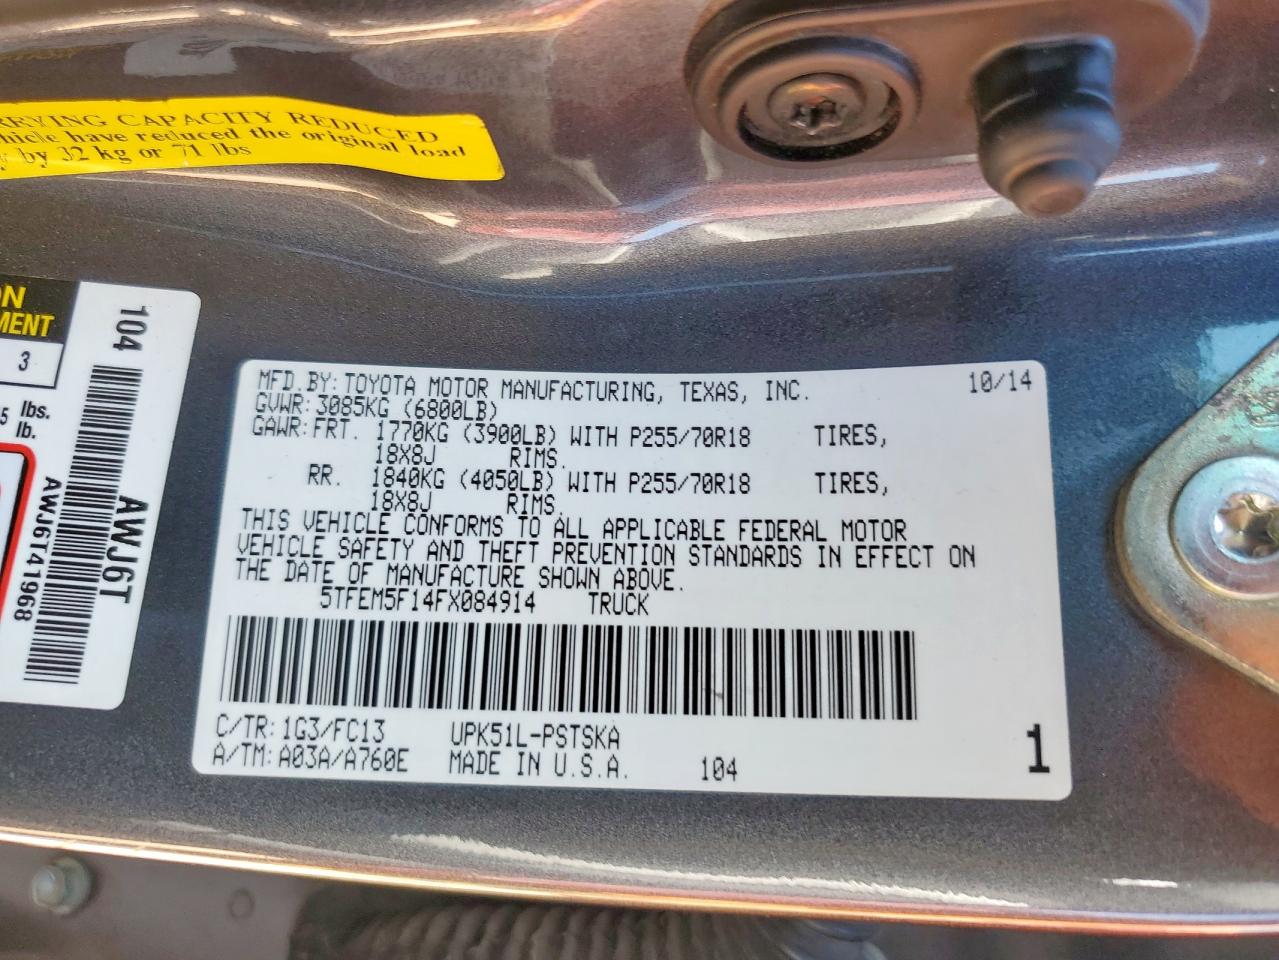 RRYING CAPACITY REDUCED
hicle have reduced the original load
by 32 kg or 71 lbs
ON
MENT
3
5 lbs.
lb.
104
AWJ6T
AWJ6T41968
MFD.BY:TOYOTA MOTOR MANUFACTURING, TEXAS, INC. 10/14
GVWR:3085KG (6800LB)
GAWR:FRT. 1770KG (3900LB) WITH P255/70R18 TIRES,
18X8J RIMS.
RR. 1840KG (4050LB) WITH P255/70R18 TIRES,
18X8J RIMS.
THIS VEHICLE CONFORMS TO ALL APPLICABLE FEDERAL MOTOR
VEHICLE SAFETY AND THEFT PREVENTION STANDARDS IN EFFECT ON
THE DATE OF MANUFACTURE SHOWN ABOVE.
5TFEM5F14FX084914 TRUCK
C/TR:1G3/FC13 UPK51L-PSTSKA
A/TM:A03A/A760E MADE IN U.S.A. 104
1